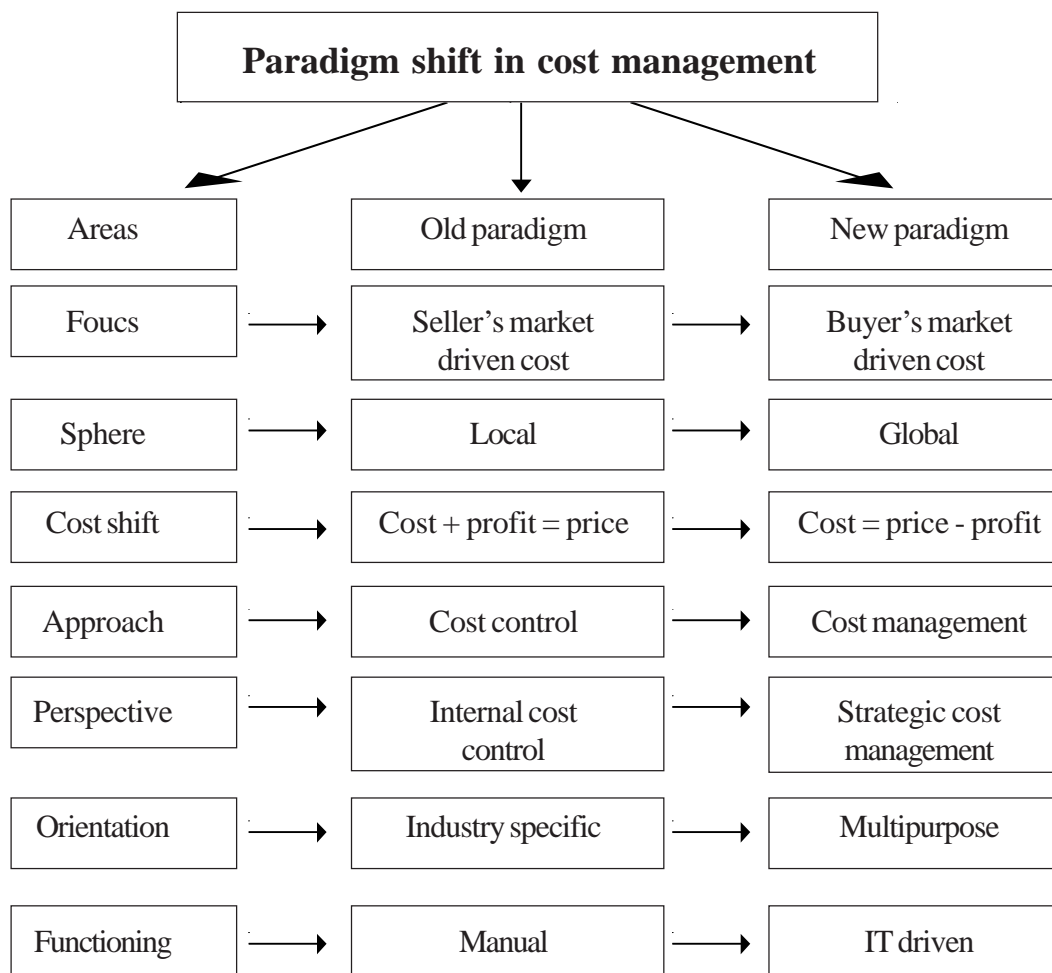 Paradigm shift in cost management
Areas
Old paradigm
New paradigm
Foucs
Seller’s market
driven cost
Buyer’s market
driven cost
Sphere
Local
Global
Cost shift
Cost + profit = price
Cost = price - profit
Approach
Cost control
Cost management
Perspective
Internal cost
control
Strategic cost
management
Orientation
Industry specific
Multipurpose
Functioning
Manual
IT driven